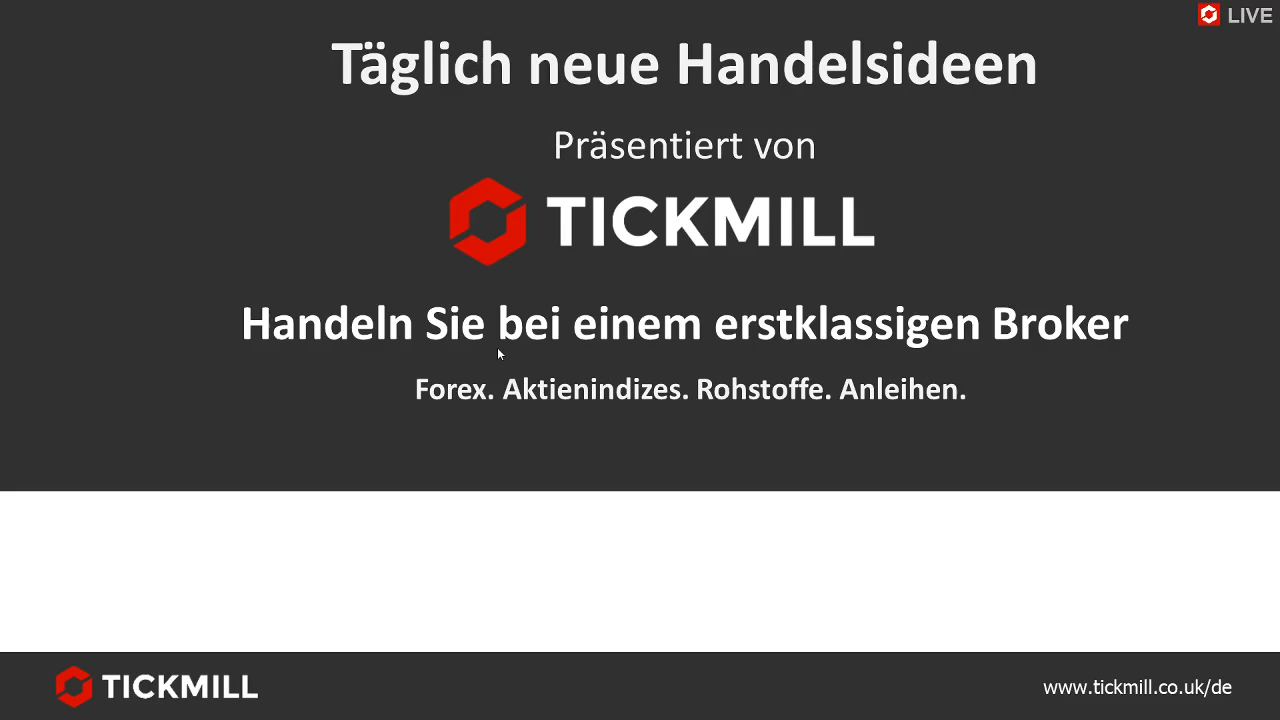 LIVE
Täglich neue Handelsideen
Präsentiert von
TICKMILL
Handeln Sie bei einem erstklassigen Broker
Forex. Aktienindizes. Rohstoffe. Anleihen.
TICKMILL
www.tickmill.co.uk/de